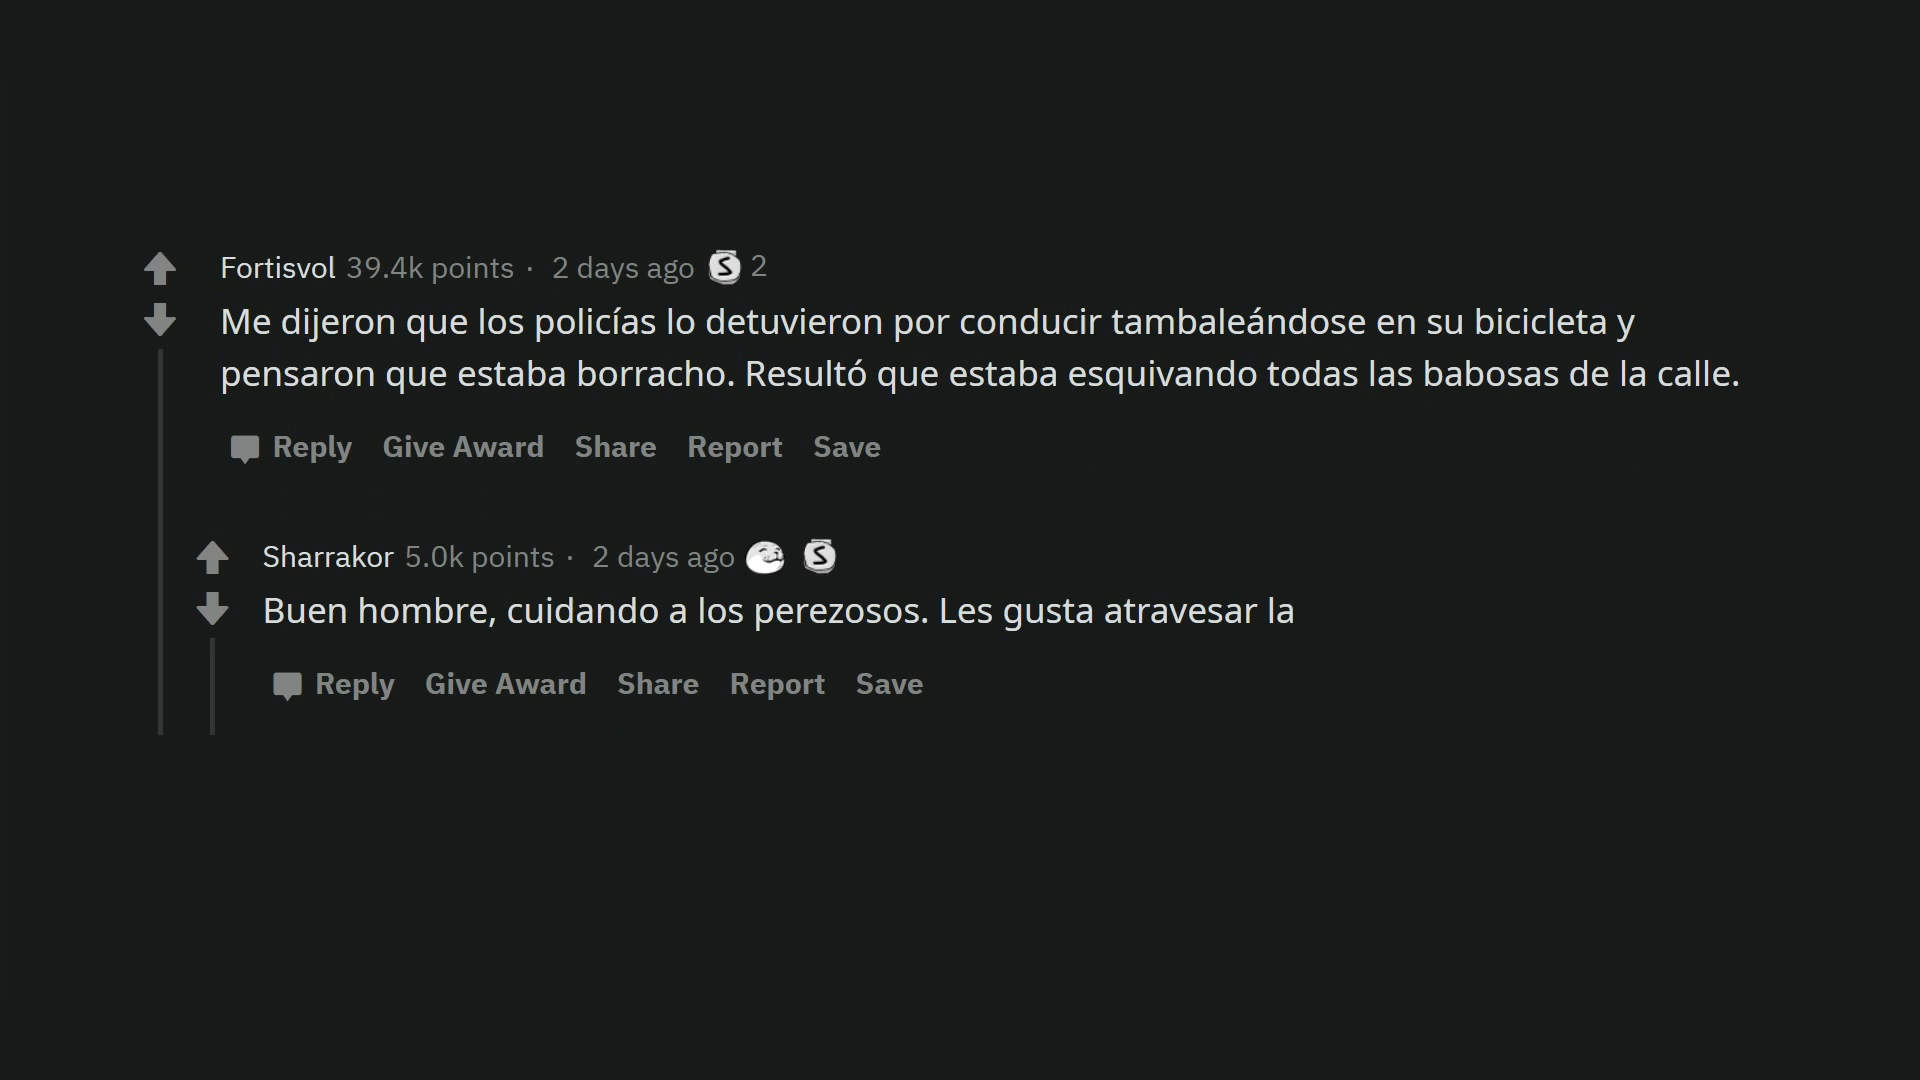 Fortisvol 39.4k points · 2 days ago S 2
Me dijeron que los policías lo detuvieron por conducir tambaleándose en su bicicleta y
pensaron que estaba borracho. Resultó que estaba esquivando todas las babosas de la calle.
Reply Give Award Share Report Save
Sharrakor 5.0k points · 2 days ago S
Buen hombre, cuidando a los perezosos. Les gusta atravesar la
Reply Give Award Share Report Save